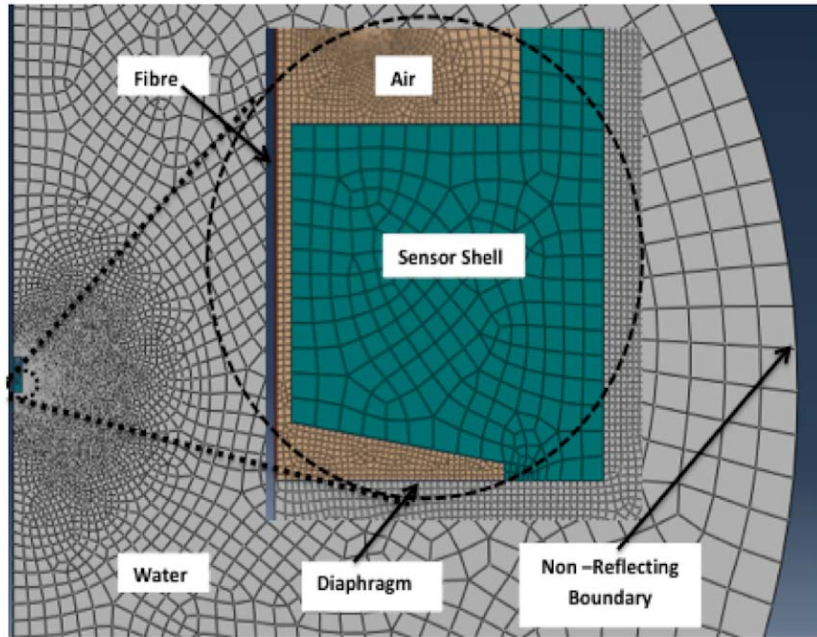 Fibre
Air
Sensor Shell
Water
Diaphragm
Non –Reflecting
Boundary